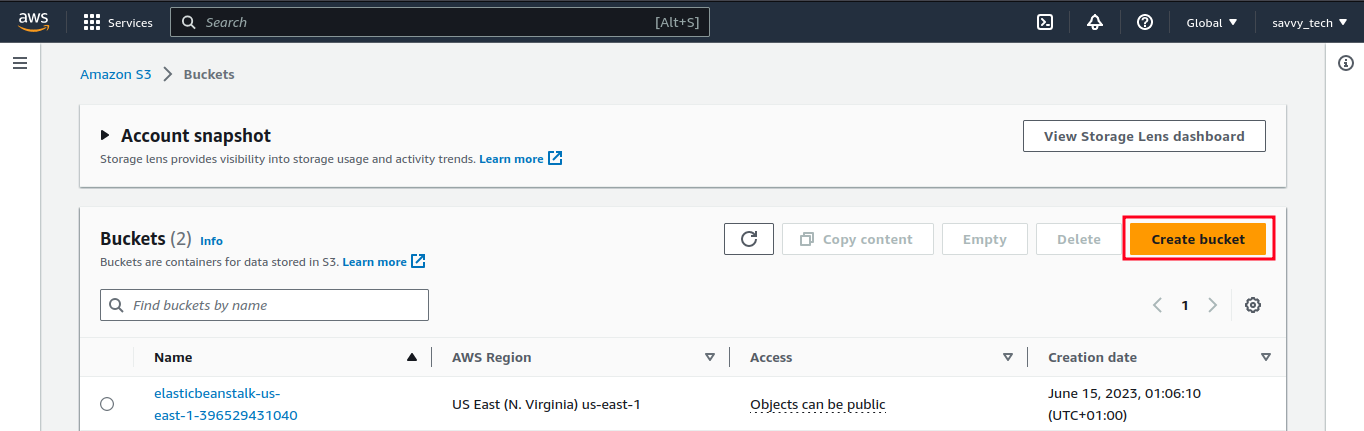 aws Services Search [Alt+S] Global savvy_tech
Amazon S3 Buckets
Account snapshot View Storage Lens dashboard
Storage lens provides visibility into storage usage and activity trends. Learn more
Buckets (2) Info Copy content Empty Delete Create bucket
Buckets are containers for data stored in S3. Learn more
Find buckets by name 1
Name AWS Region Access Creation date
elasticbeanstalk-us- June 15, 2023, 01:06:10
US East (N. Virginia) us-east-1 Objects can be public
east-1-396529431040 (UTC+01:00)